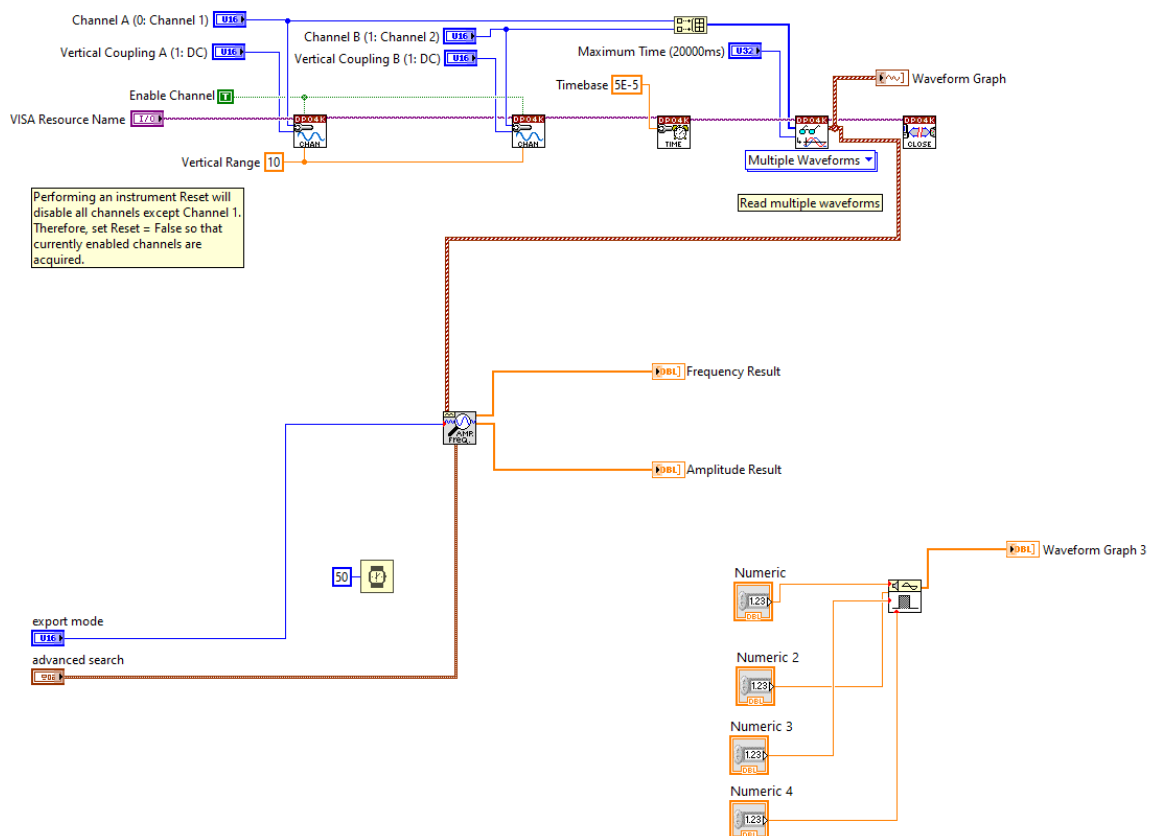 Channel A (0: Channel 1)
U16
Channel B (1: Channel 2)
U16
Vertical Coupling A (1: DC)
U16
Vertical Coupling B (1: DC)
U16
Maximum Time (20000ms)
U32
Timebase
5E-5
Waveform Graph
Enable Channel
T
VISA Resource Name
I/O
DPO4K
CHAN
DPO4K
CHAN
DPO4K
TIME
DPO4K
DPO4K
CLOSE
Vertical Range
10
Multiple Waveforms
Performing an instrument Reset will
disable all channels except Channel 1.
Therefore, set Reset = False so that
currently enabled channels are
acquired.
Read multiple waveforms
DBL
Frequency Result
AMP
FREQ.
DBL
Amplitude Result
50
DBL
Waveform Graph 3
Numeric
1.23
DBL
export mode
U16
advanced search
Numeric 2
1.23
DBL
Numeric 3
1.23
DBL
Numeric 4
1.23
DBL